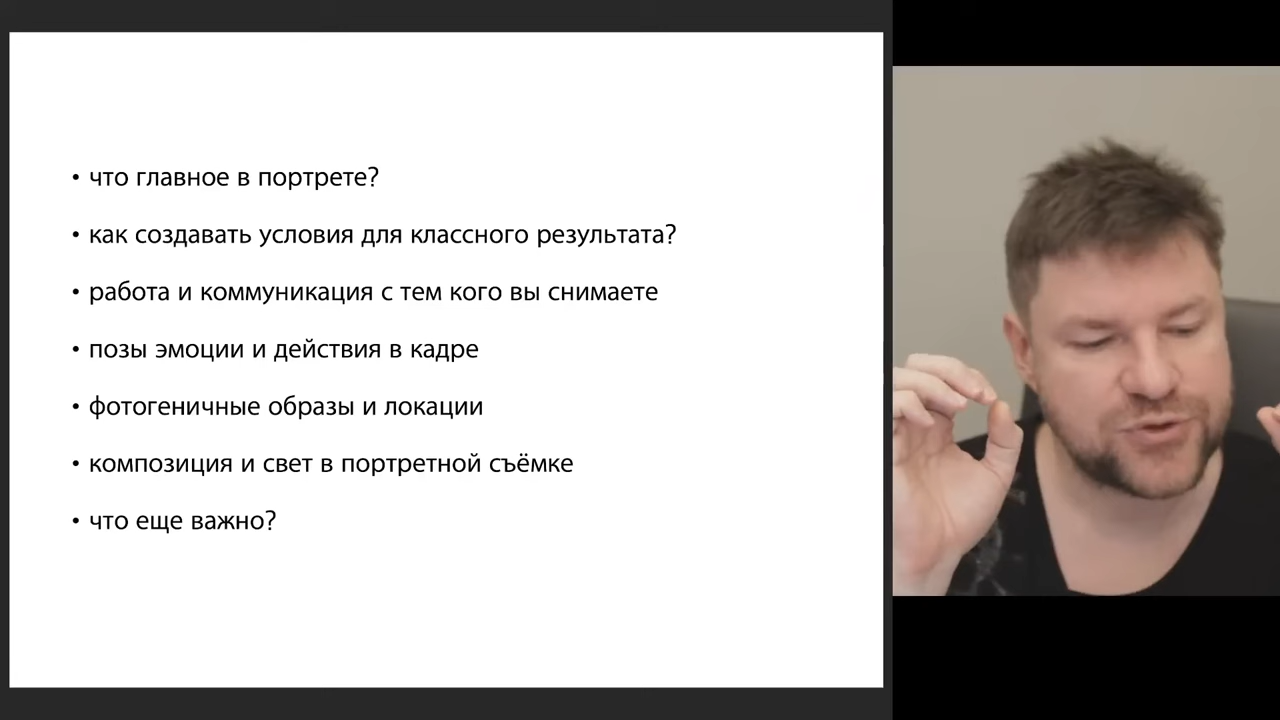 • что главное в портрете?
• как создавать условия для классного результата?
• работа и коммуникация с тем кого вы снимаете
• позы эмоции и действия в кадре
• фотогеничные образы и локации
• композиция и свет в портретной съёмке
• что еще важно?